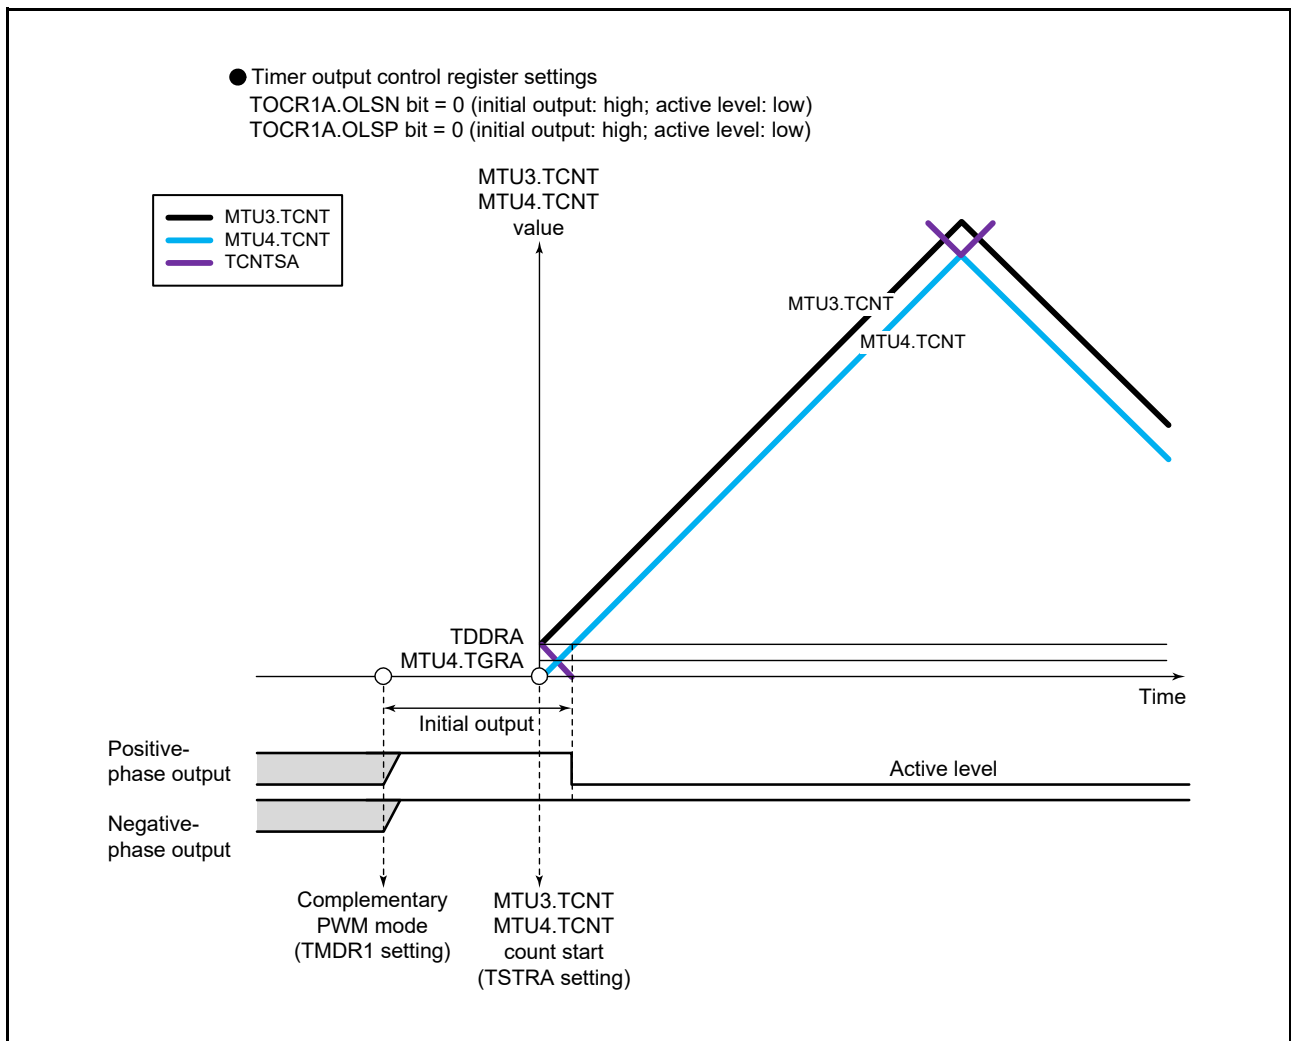 ● Timer output control register settings
TOCR1A.OLSN bit = 0 (initial output: high; active level: low)
TOCR1A.OLSP bit = 0 (initial output: high; active level: low)
MTU3.TCNT
MTU4.TCNT
value
MTU3.TCNT
MTU4.TCNT
TCNTSA
MTU3.TCNT
MTU4.TCNT
TDDRA
MTU4.TGRA
Time
Initial output
Positive-
phase output
Active level
Negative-
phase output
Complementary
PWM mode
(TMDR1 setting)
MTU3.TCNT
MTU4.TCNT
count start
(TSTRA setting)